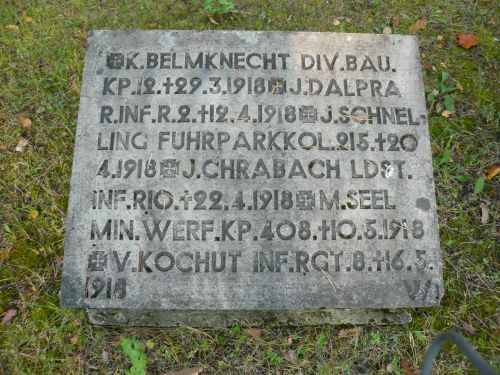 ✠K. BELMKNECHT DIV. BAU.
KP. 12. †29.3.1918 ✠J. DALPRA
R. INF. R. 2. †12.4.1918 ✠J. SCHNEL-
LING FUHRPARKKOL. 215. †20
4.1918 ✠J. CHRABACH LDST.
INF. R10. †22.4.1918 ✠M. SEEL
MIN. WERF. KP. 408. †10.5.1918
✠V. KOCHUT INF. RGT. 8. †16.5.
1918 VII